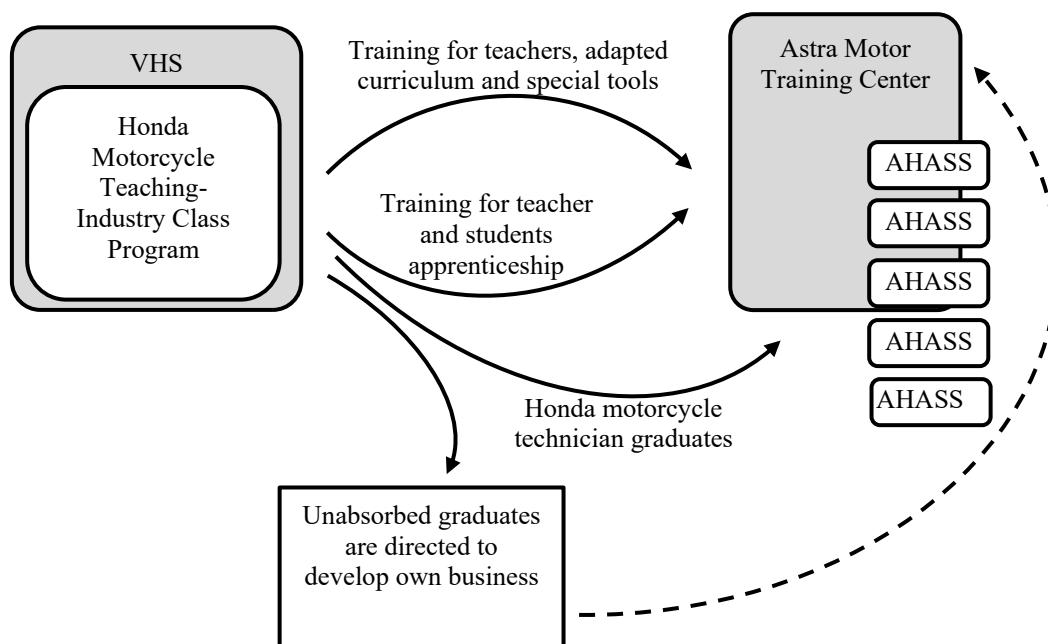 VHS
Honda
Motorcycle
Teaching-
Industry Class
Program
Training for teachers, adapted
curriculum and special tools
Training for teacher
and students
apprenticeship
Honda motorcycle
technician graduates
Astra Motor
Training Center
AHASS
AHASS
AHASS
AHASS
AHASS
Unabsorbed graduates
are directed to
develop own business